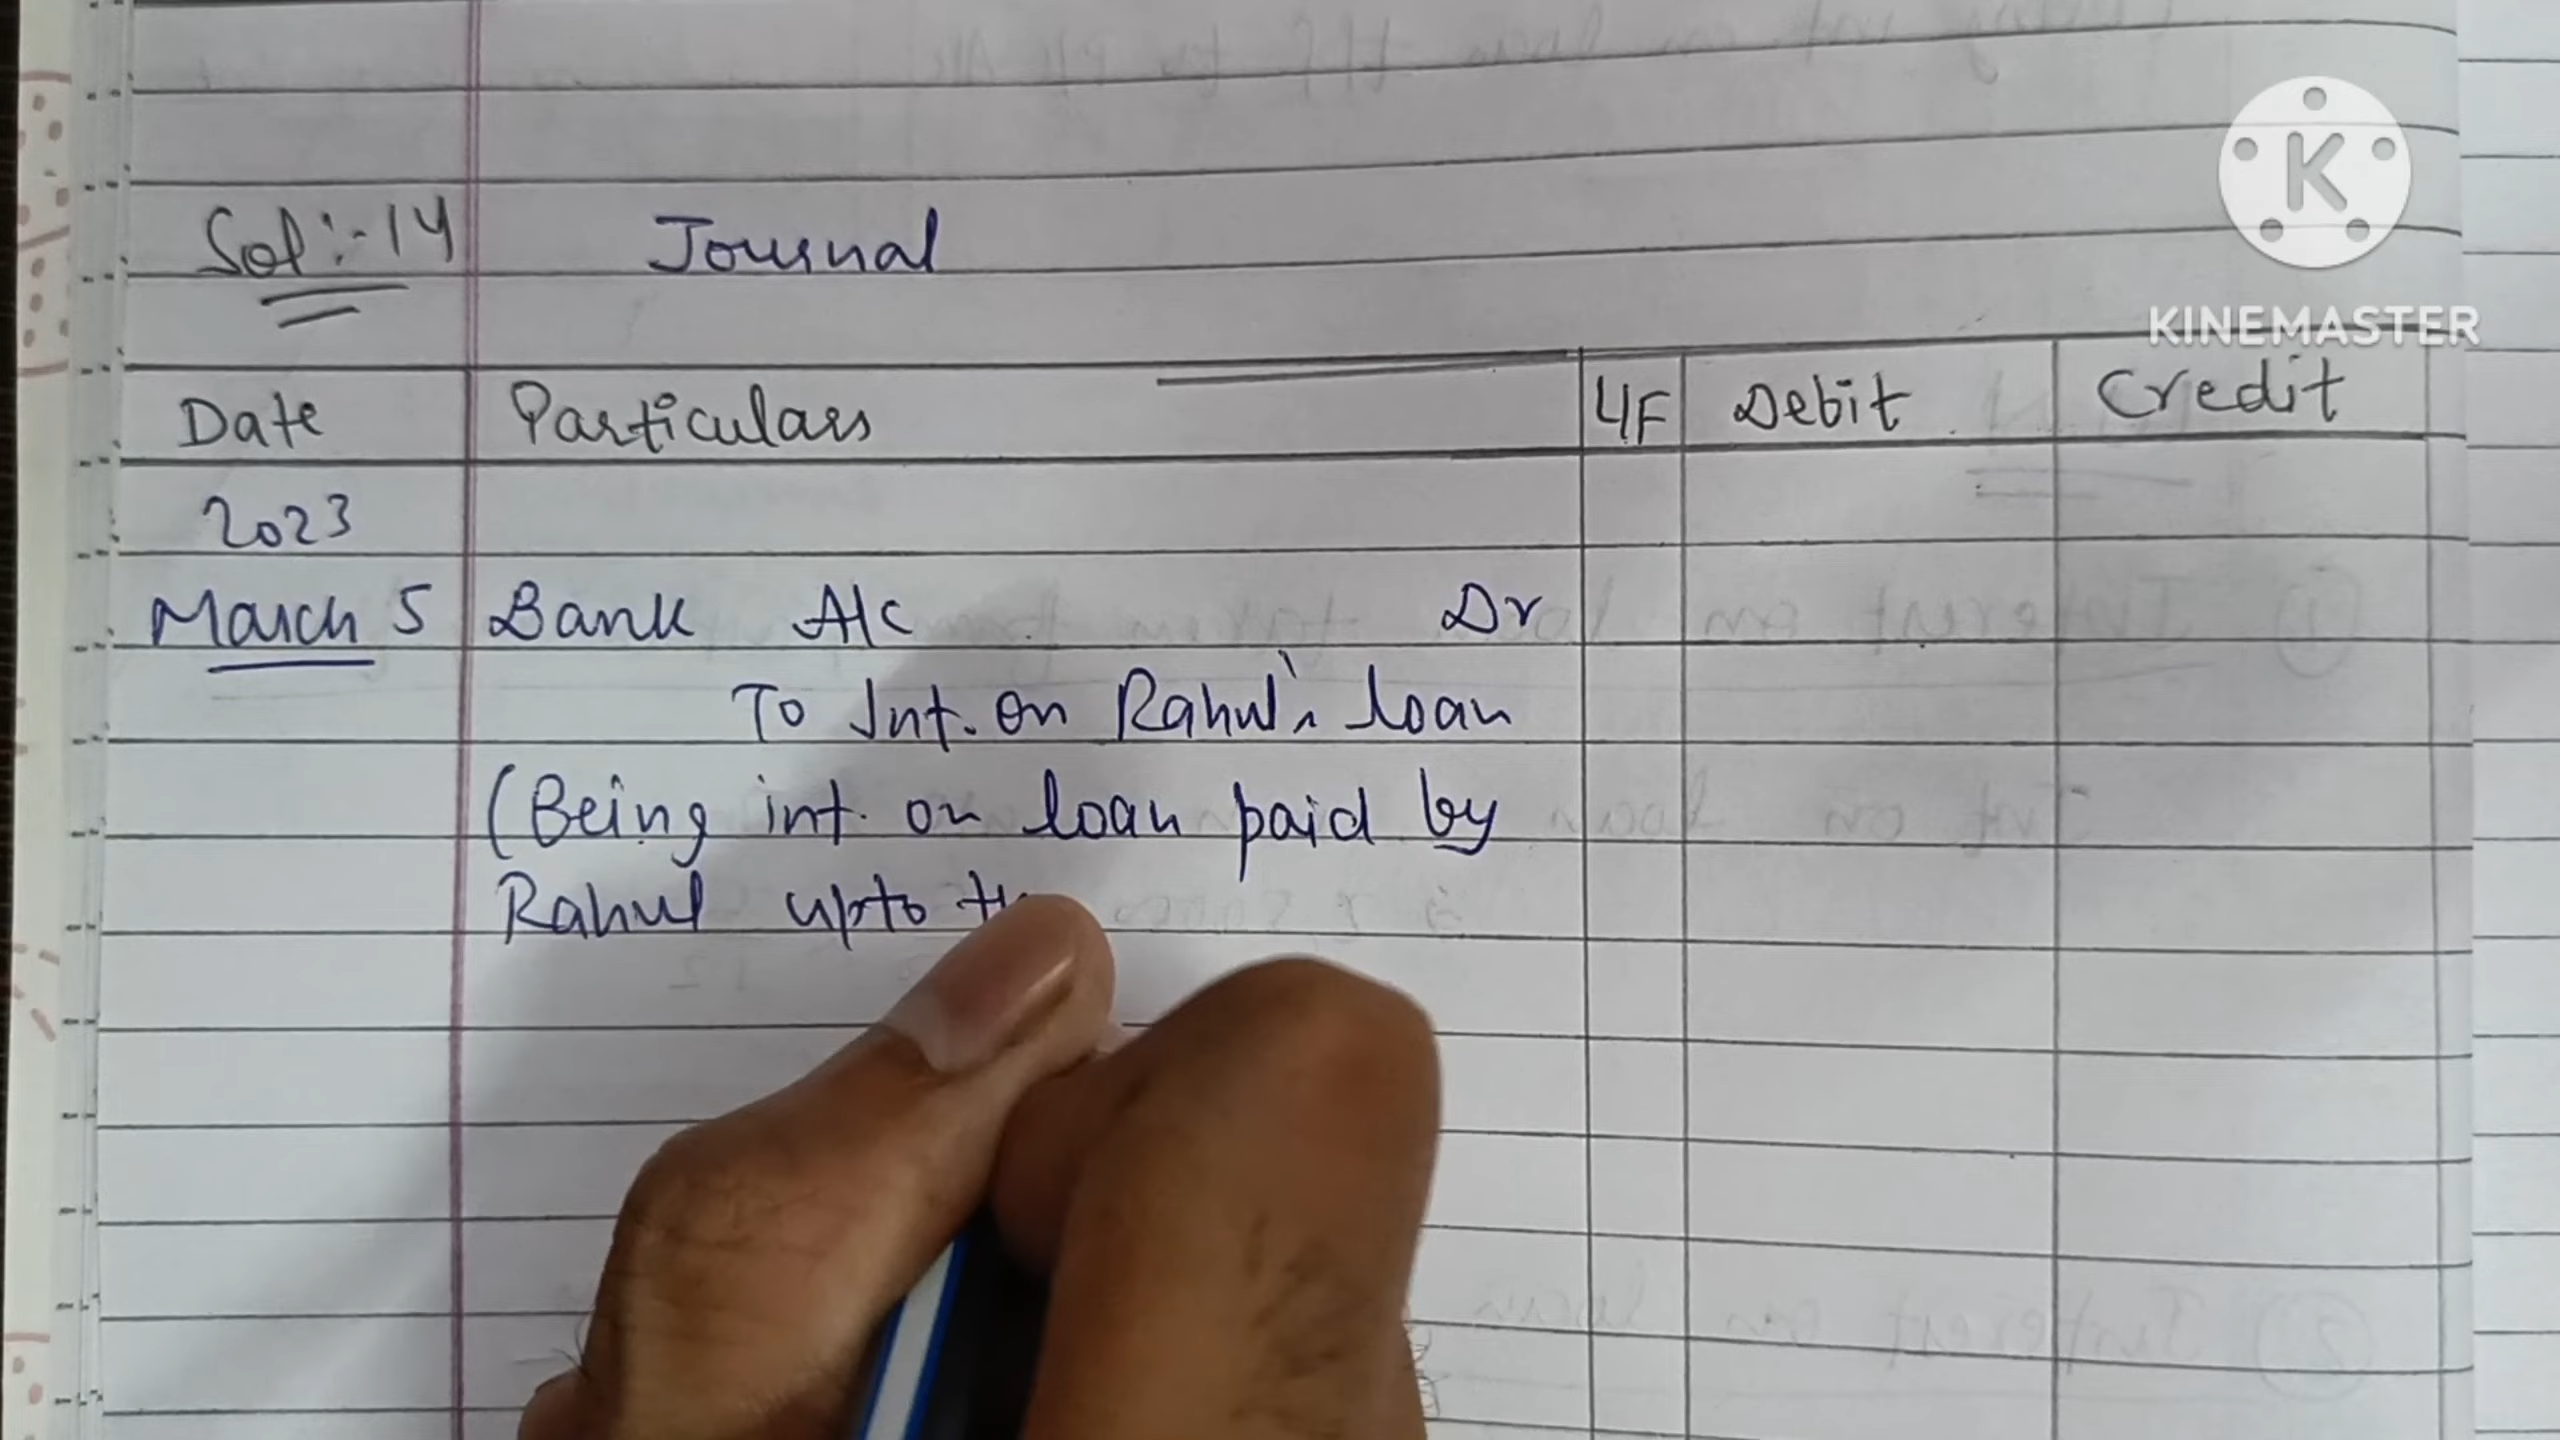 Sol:-14 Journal
Date Particulars L/F Debit Credit
2023
March 5 Bank A/c Dr
To Int. on Rahul's loan
(Being int. on loan paid by
Rahul upto
K
KINEMASTER